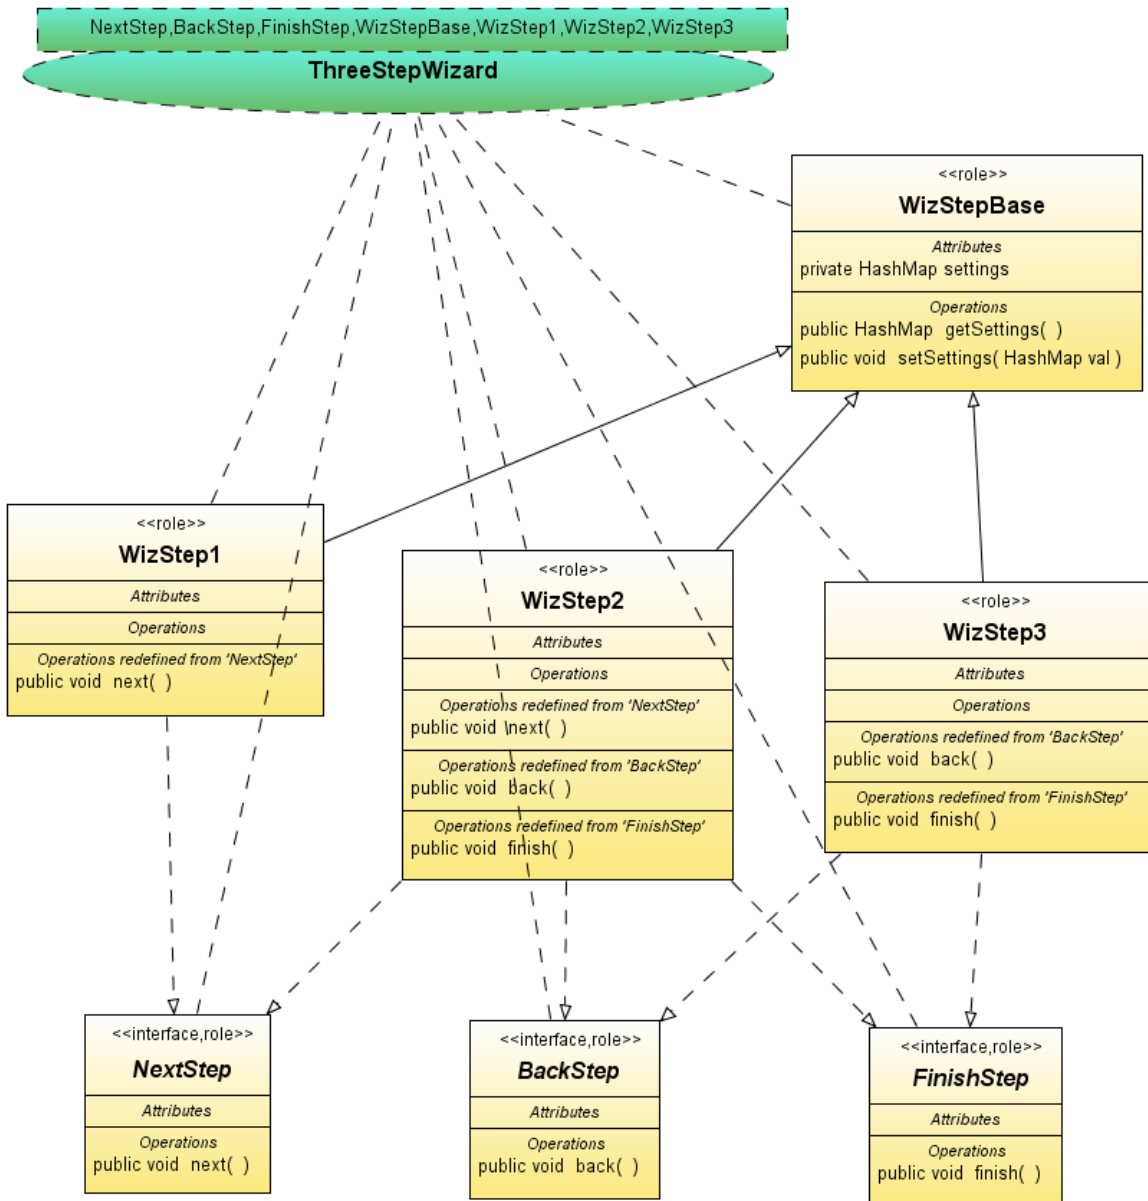 NextStep,BackStep,FinishStep,WizStepBase,WizStep1,WizStep2,WizStep3
ThreeStepWizard
<<role>>
WizStepBase
Attributes
private HashMap settings
Operations
public HashMap getSettings( )
public void setSettings( HashMap val )
<<role>>
WizStep1
Attributes
Operations
Operations redefined from 'NextStep'
public void next( )
<<role>>
WizStep2
Attributes
Operations
Operations redefined from 'NextStep'
public void next( )
Operations redefined from 'BackStep'
public void back( )
Operations redefined from 'FinishStep'
public void finish( )
<<role>>
WizStep3
Attributes
Operations
Operations redefined from 'BackStep'
public void back( )
Operations redefined from 'FinishStep'
public void finish( )
<<interface,role>>
NextStep
Attributes
Operations
public void next( )
<<interface,role>>
BackStep
Attributes
Operations
public void back( )
<<interface,role>>
FinishStep
Attributes
Operations
public void finish( )